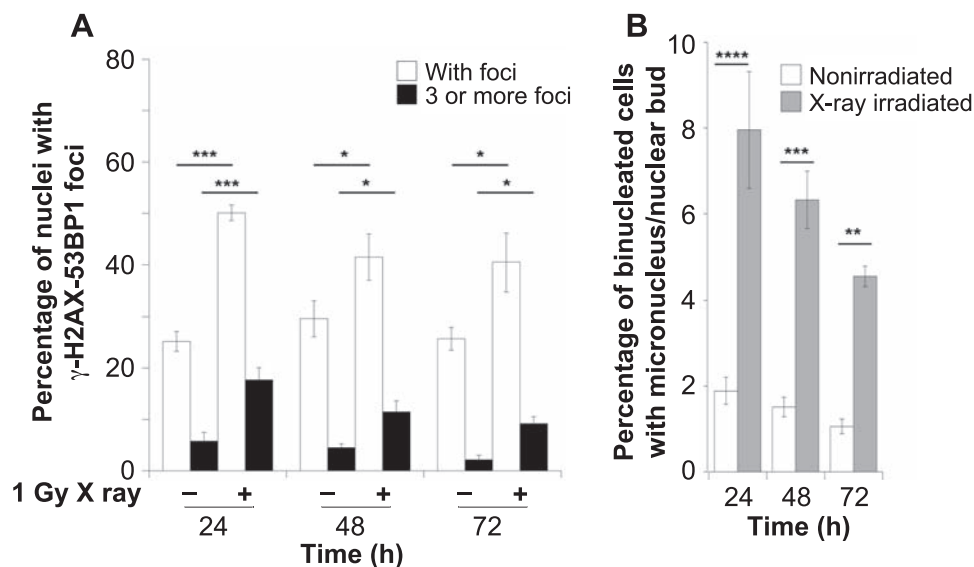 A
Percentage of nuclei with
γ-H2AX-53BP1 foci
80
60
40
20
0
With foci
3 or more foci
*** * *
*** * *
1 Gy X ray – + – + – +
24 48 72
Time (h)
B
Percentage of binucleated cells
with micronucleus/nuclear bud
10
8
6
4
2
0
Nonirradiated
X-ray irradiated
****
***
**
24 48 72
Time (h)